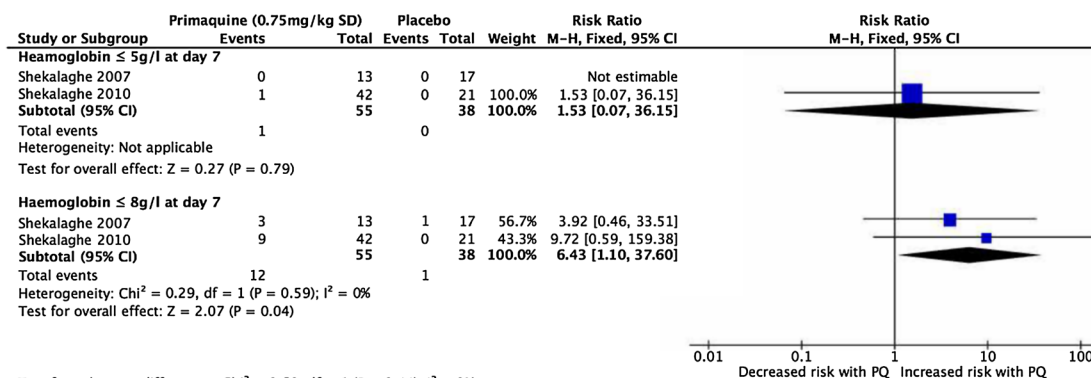 Primaquine (0.75mg/kg SD) Placebo Risk Ratio Risk Ratio
Study or Subgroup Events Total Events Total Weight M-H, Fixed, 95% CI M-H, Fixed, 95% CI
Heamoglobin ≤ 5g/l at day 7
Shekalaghe 2007 0 13 0 17 Not estimable
Shekalaghe 2010 1 42 0 21 100.0% 1.53 [0.07, 36.15]
Subtotal (95% CI) 55 38 100.0% 1.53 [0.07, 36.15]
Total events 1 0
Heterogeneity: Not applicable
Test for overall effect: Z = 0.27 (P = 0.79)
Haemoglobin ≤ 8g/l at day 7
Shekalaghe 2007 3 13 1 17 56.7% 3.92 [0.46, 33.51]
Shekalaghe 2010 9 42 0 21 43.3% 9.72 [0.59, 159.38]
Subtotal (95% CI) 55 38 100.0% 6.43 [1.10, 37.60]
Total events 12 1
Heterogeneity: Chi² = 0.29, df = 1 (P = 0.59); I² = 0%
Test for overall effect: Z = 2.07 (P = 0.04)
0.01 0.1 1 10 100
Decreased risk with PQ Increased risk with PQ